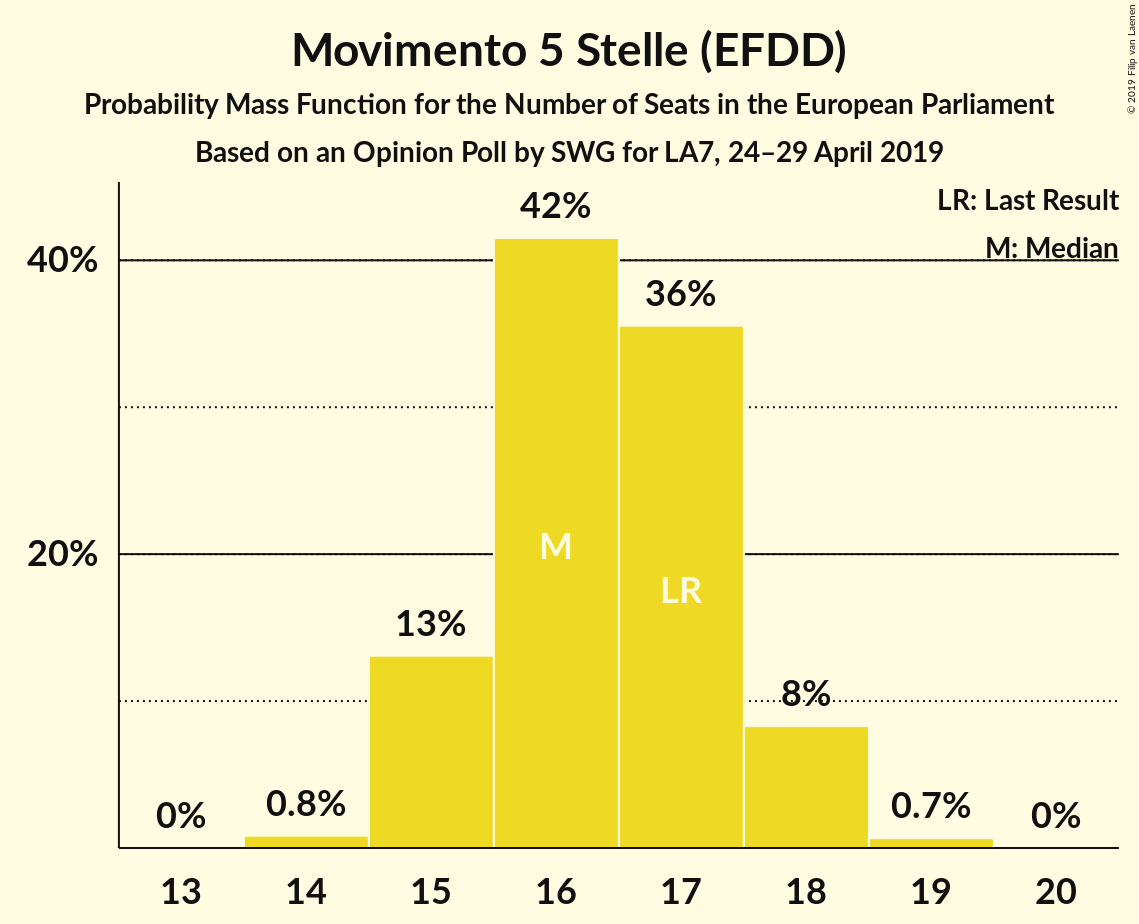 Movimento 5 Stelle (EFDD)
Probability Mass Function for the Number of Seats in the European Parliament
Based on an Opinion Poll by SWG for LA7, 24–29 April 2019
© 2019 Filip van Laenen
LR: Last Result
M: Median
40%
20%
0%
0.8%
13%
42%
36%
8%
0.7%
0%
M
LR
13 14 15 16 17 18 19 20